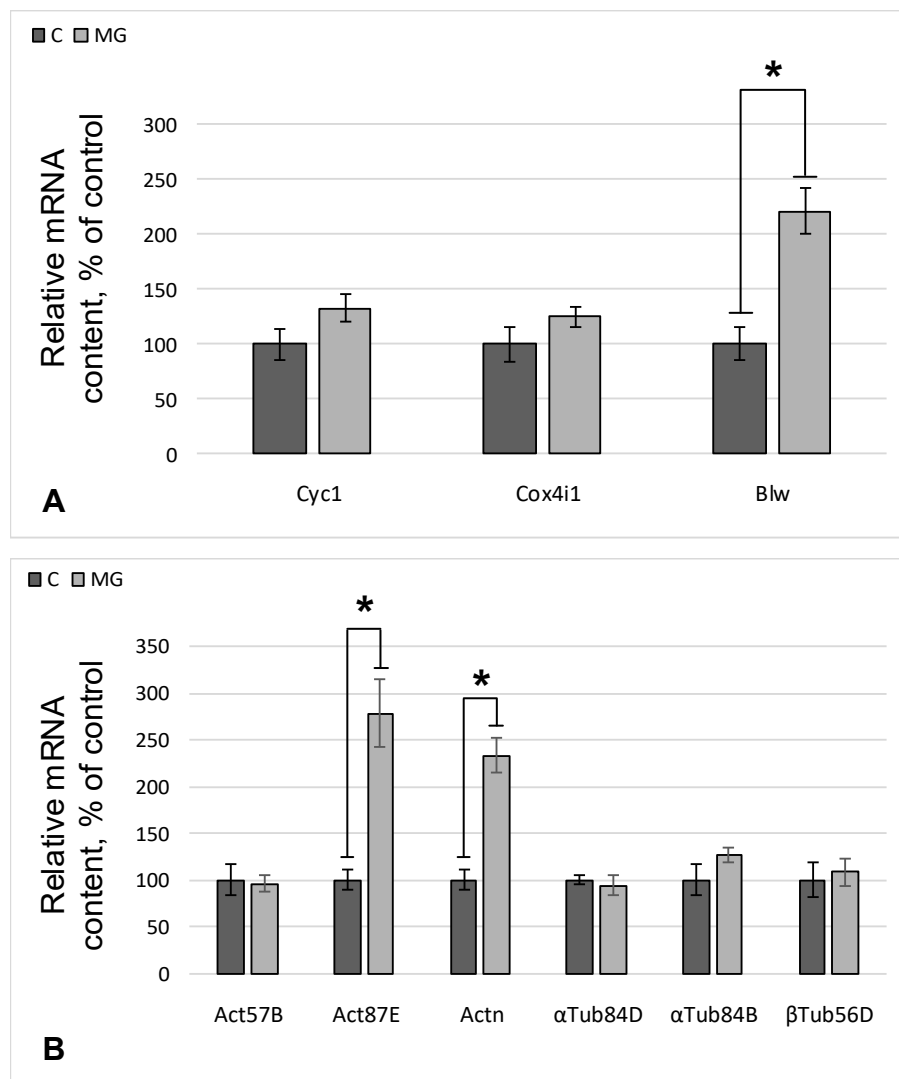 C MG
*
Relative mRNA
content, % of control
300
250
200
150
100
50
0
Cyc1 Cox4i1 Blw
A
C MG
*
*
Relative mRNA
content, % of control
350
300
250
200
150
100
50
0
Act57B Act87E Actn αTub84D αTub84B βTub56D
B